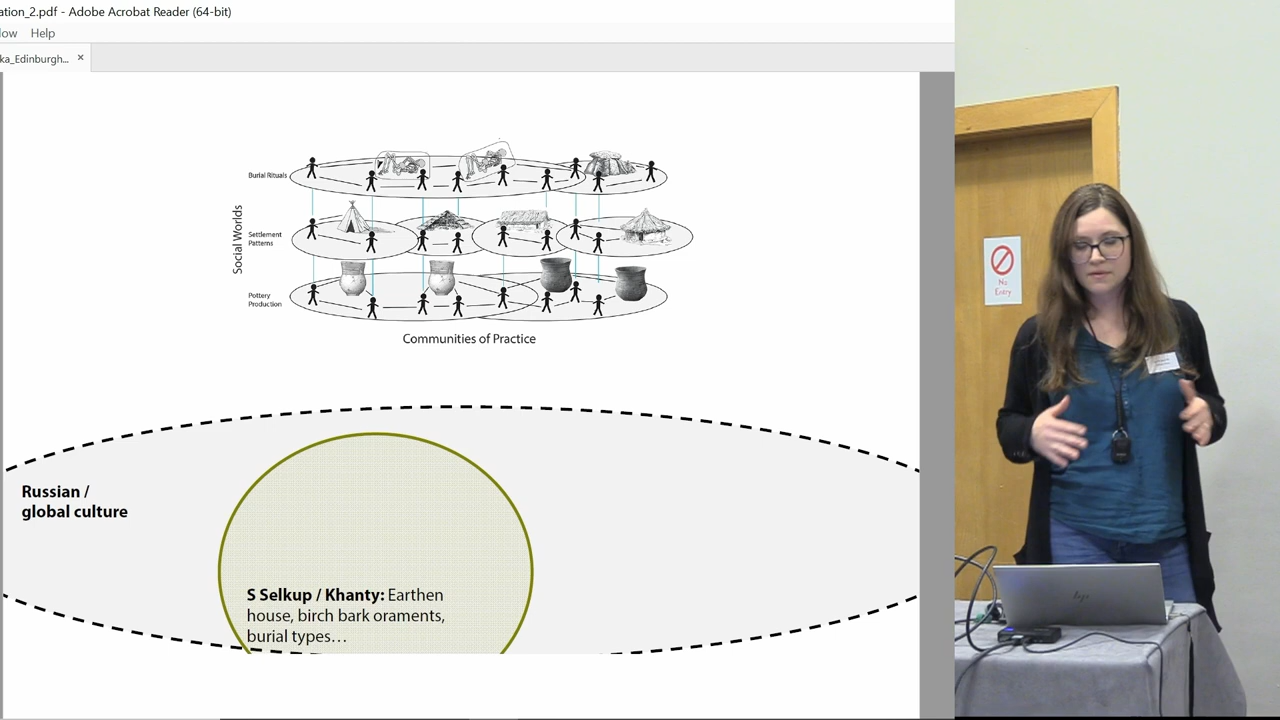 ation_2.pdf - Adobe Acrobat Reader (64-bit)
low Help
ka_Edinburgh... ×
Burial Rituals
Settlement
Patterns
Pottery
Production
Social Worlds
Communities of Practice
Russian /
global culture
S Selkup / Khanty: Earthen
house, birch bark oraments,
burial types…
No
Entry
hp